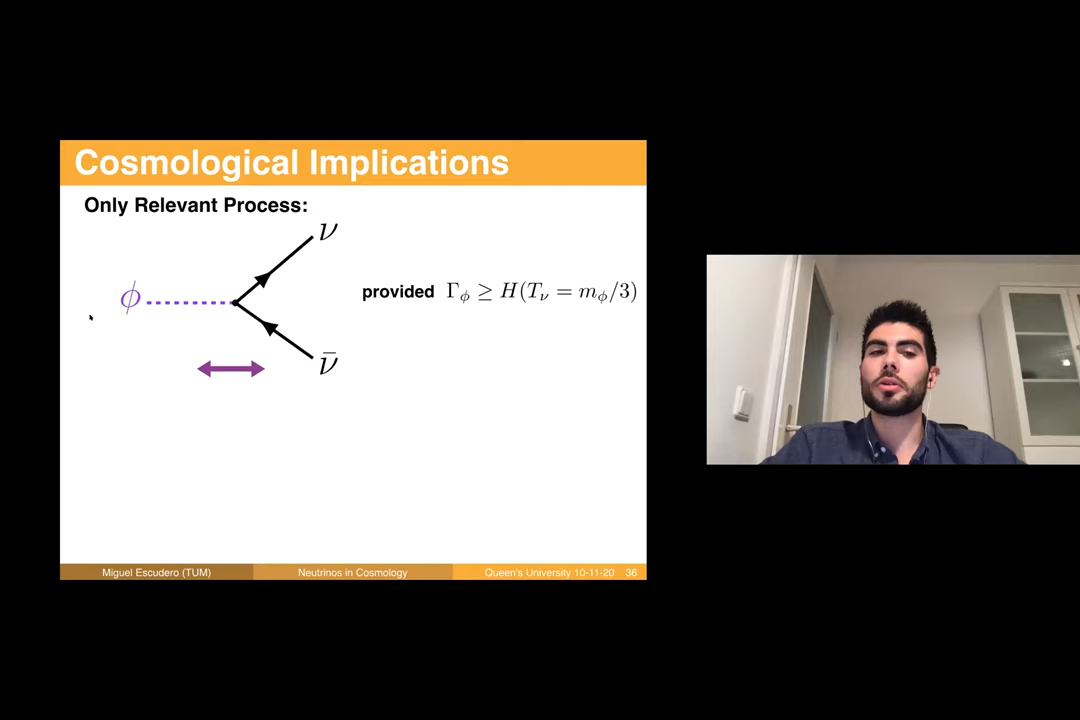 Cosmological Implications
Only Relevant Process:
ν
ϕ
provided Γ_ϕ ≥ H(T_ν = m_ϕ/3)
ν̄
Miguel Escudero (TUM) Neutrinos in Cosmology Queen's University 10-11-20 36